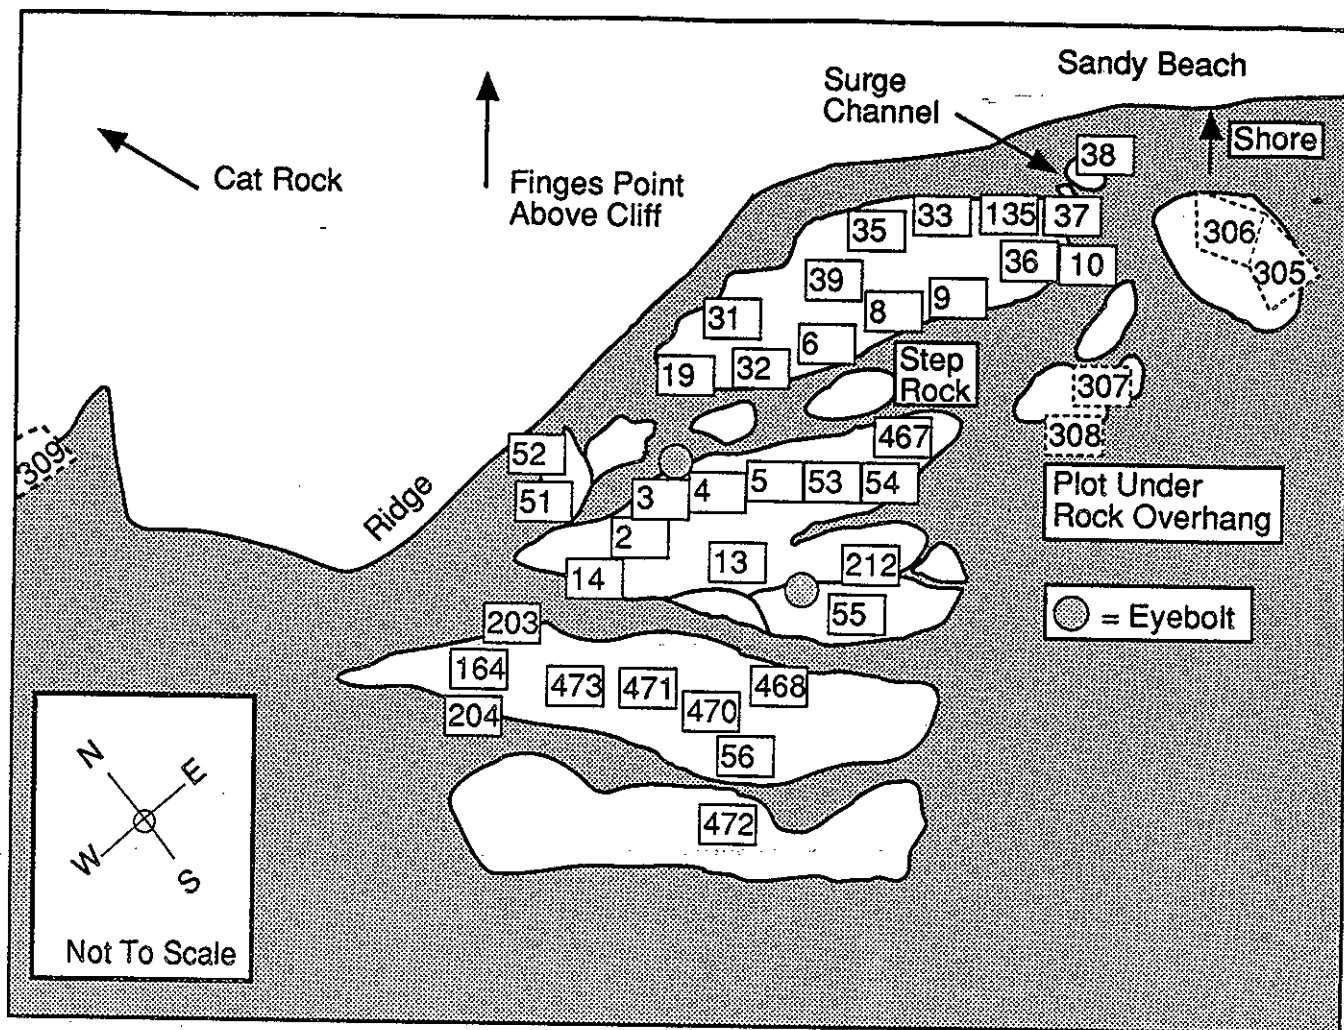 Sandy Beach
Surge
Channel
Shore
Cat Rock
Finges Point
Above Cliff
38
35
33
135
37
306
305
36
10
39
8
9
31
6
19
32
Step
Rock
307
308
309
467
52
51
Ridge
3
4
5
53
54
Plot Under
Rock Overhang
2
14
13
212
55
= Eyebolt
203
164
473
471
468
204
470
56
472
N
E
W
S
Not To Scale